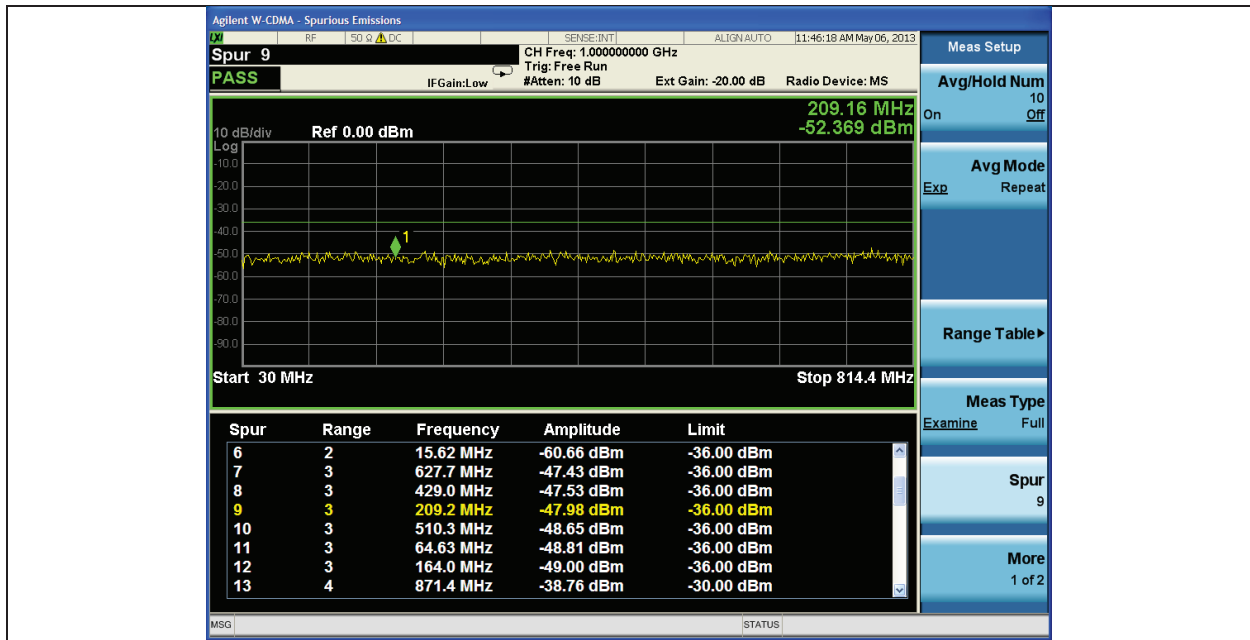 Agilent W-CDMA - Spurious Emissions
LXI RF 50 Ω DC SENSE:INT ALIGN AUTO 11:46:18 AM May 06, 2013
Spur 9
PASS
IFGain:Low
CH Freq: 1.000000000 GHz
Trig: Free Run
#Atten: 10 dB Ext Gain: -20.00 dB Radio Device: MS
209.16 MHz
-52.369 dBm
10 dB/div Ref 0.00 dBm
Log
-10.0
-20.0
-30.0
-40.0
1
-50.0
-60.0
-70.0
-80.0
-90.0
Start 30 MHz Stop 814.4 MHz
Spur Range Frequency Amplitude Limit
6 2 15.62 MHz -60.66 dBm -36.00 dBm
7 3 627.7 MHz -47.43 dBm -36.00 dBm
8 3 429.0 MHz -47.53 dBm -36.00 dBm
9 3 209.2 MHz -47.98 dBm -36.00 dBm
10 3 510.3 MHz -48.65 dBm -36.00 dBm
11 3 64.63 MHz -48.81 dBm -36.00 dBm
12 3 164.0 MHz -49.00 dBm -36.00 dBm
13 4 871.4 MHz -38.76 dBm -30.00 dBm
MSG STATUS
Meas Setup
Avg/Hold Num
10
On Off
Avg Mode
Exp Repeat
Range Table
Meas Type
Examine Full
Spur
9
More
1 of 2